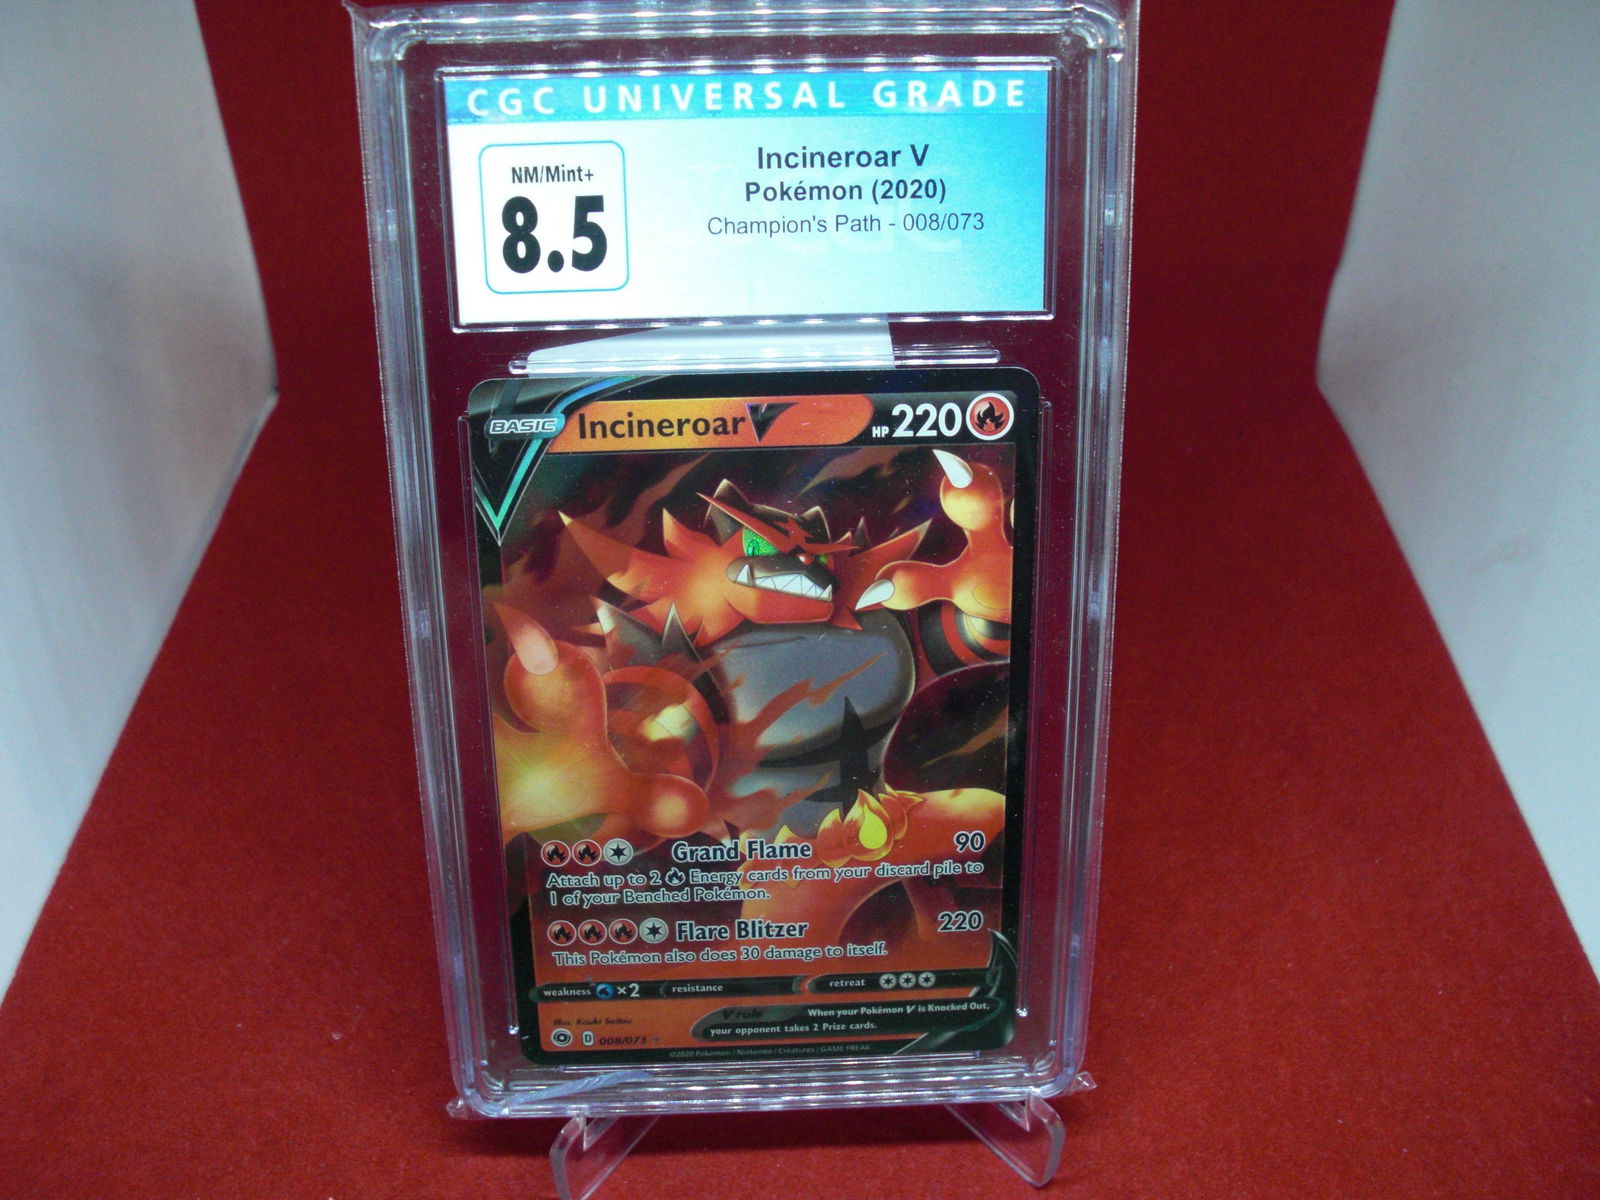 CGC UNIVERSAL GRADE
NM/Mint+
8.5
Incineroar V
Pokémon (2020)
Champion's Path - 008/073
BASIC Incineroar V HP 220
Grand Flame 90
Attach up to 2 Energy cards from your discard pile to
1 of your Benched Pokémon.
Flare Blitzer 220
This Pokémon also does 30 damage to itself.
weakness ×2 resistance retreat
V rule When your Pokémon V is Knocked Out,
your opponent takes 2 Prize cards.
Illus. Kouki Saitou
D 008/073
©2020 Pokémon / Nintendo / Creatures / GAME FREAK